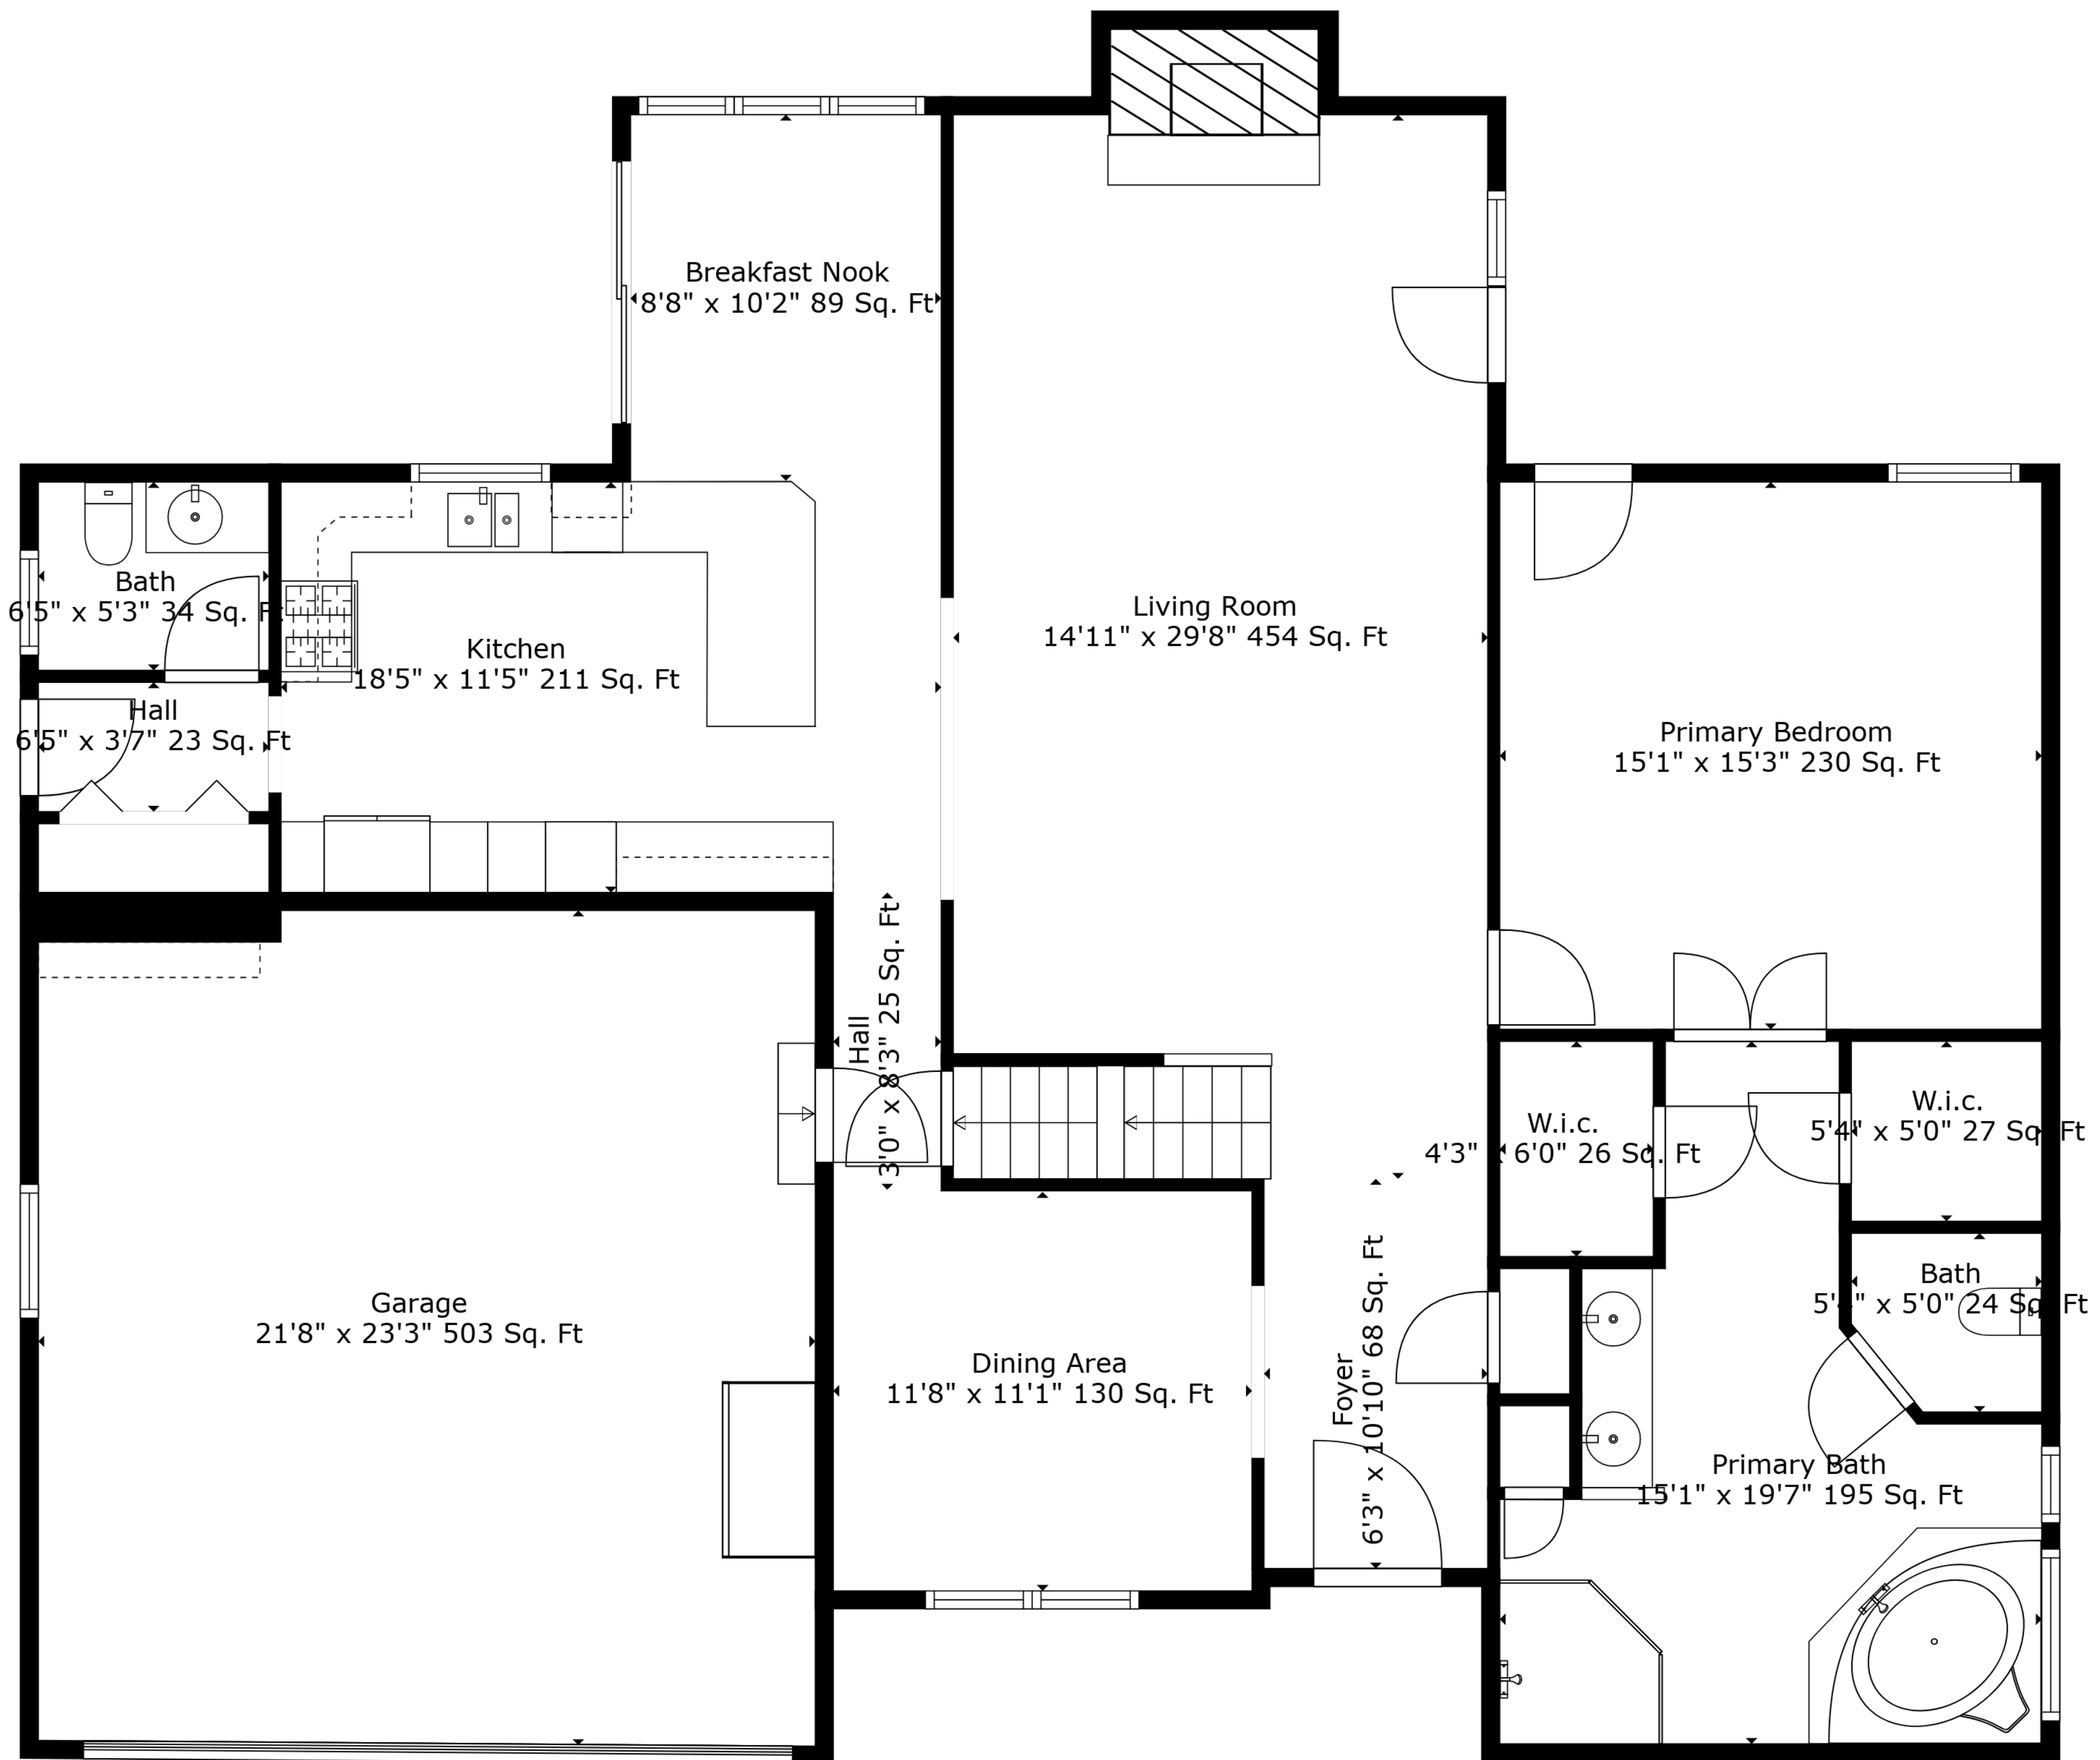 Breakfast Nook
8'8" x 10'2" 89 Sq. Ft
Bath
6'5" x 5'3" 34 Sq. Ft
Kitchen
18'5" x 11'5" 211 Sq. Ft
Living Room
14'11" x 29'8" 454 Sq. Ft
Hall
6'5" x 3'7" 23 Sq. Ft
Primary Bedroom
15'1" x 15'3" 230 Sq. Ft
Hall
3'0" x 8'3" 25 Sq. Ft
W.i.c.
4'3" x 6'0" 26 Sq. Ft
W.i.c.
5'4" x 5'0" 27 Sq. Ft
Garage
21'8" x 23'3" 503 Sq. Ft
Dining Area
11'8" x 11'1" 130 Sq. Ft
Foyer
6'3" x 10'10" 68 Sq. Ft
Bath
5'4" x 5'0" 24 Sq. Ft
Primary Bath
15'1" x 19'7" 195 Sq. Ft